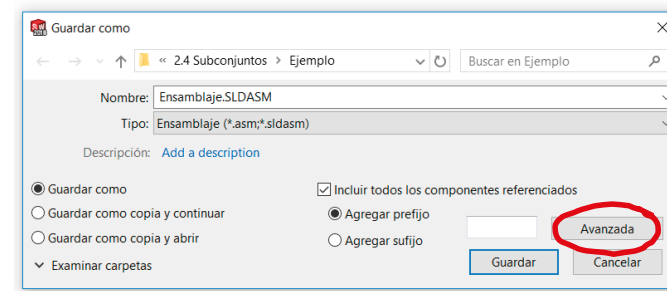 SW
2018
Guardar como
« 2.4 Subconjuntos > Ejemplo
Buscar en Ejemplo
Nombre: Ensamblaje.SLDASM
Tipo: Ensamblaje (*.asm;*.sldasm)
Descripción: Add a description
Guardar como
Incluir todos los componentes referenciados
Guardar como copia y continuar
Agregar prefijo
Avanzada
Guardar como copia y abrir
Agregar sufijo
Examinar carpetas
Guardar
Cancelar